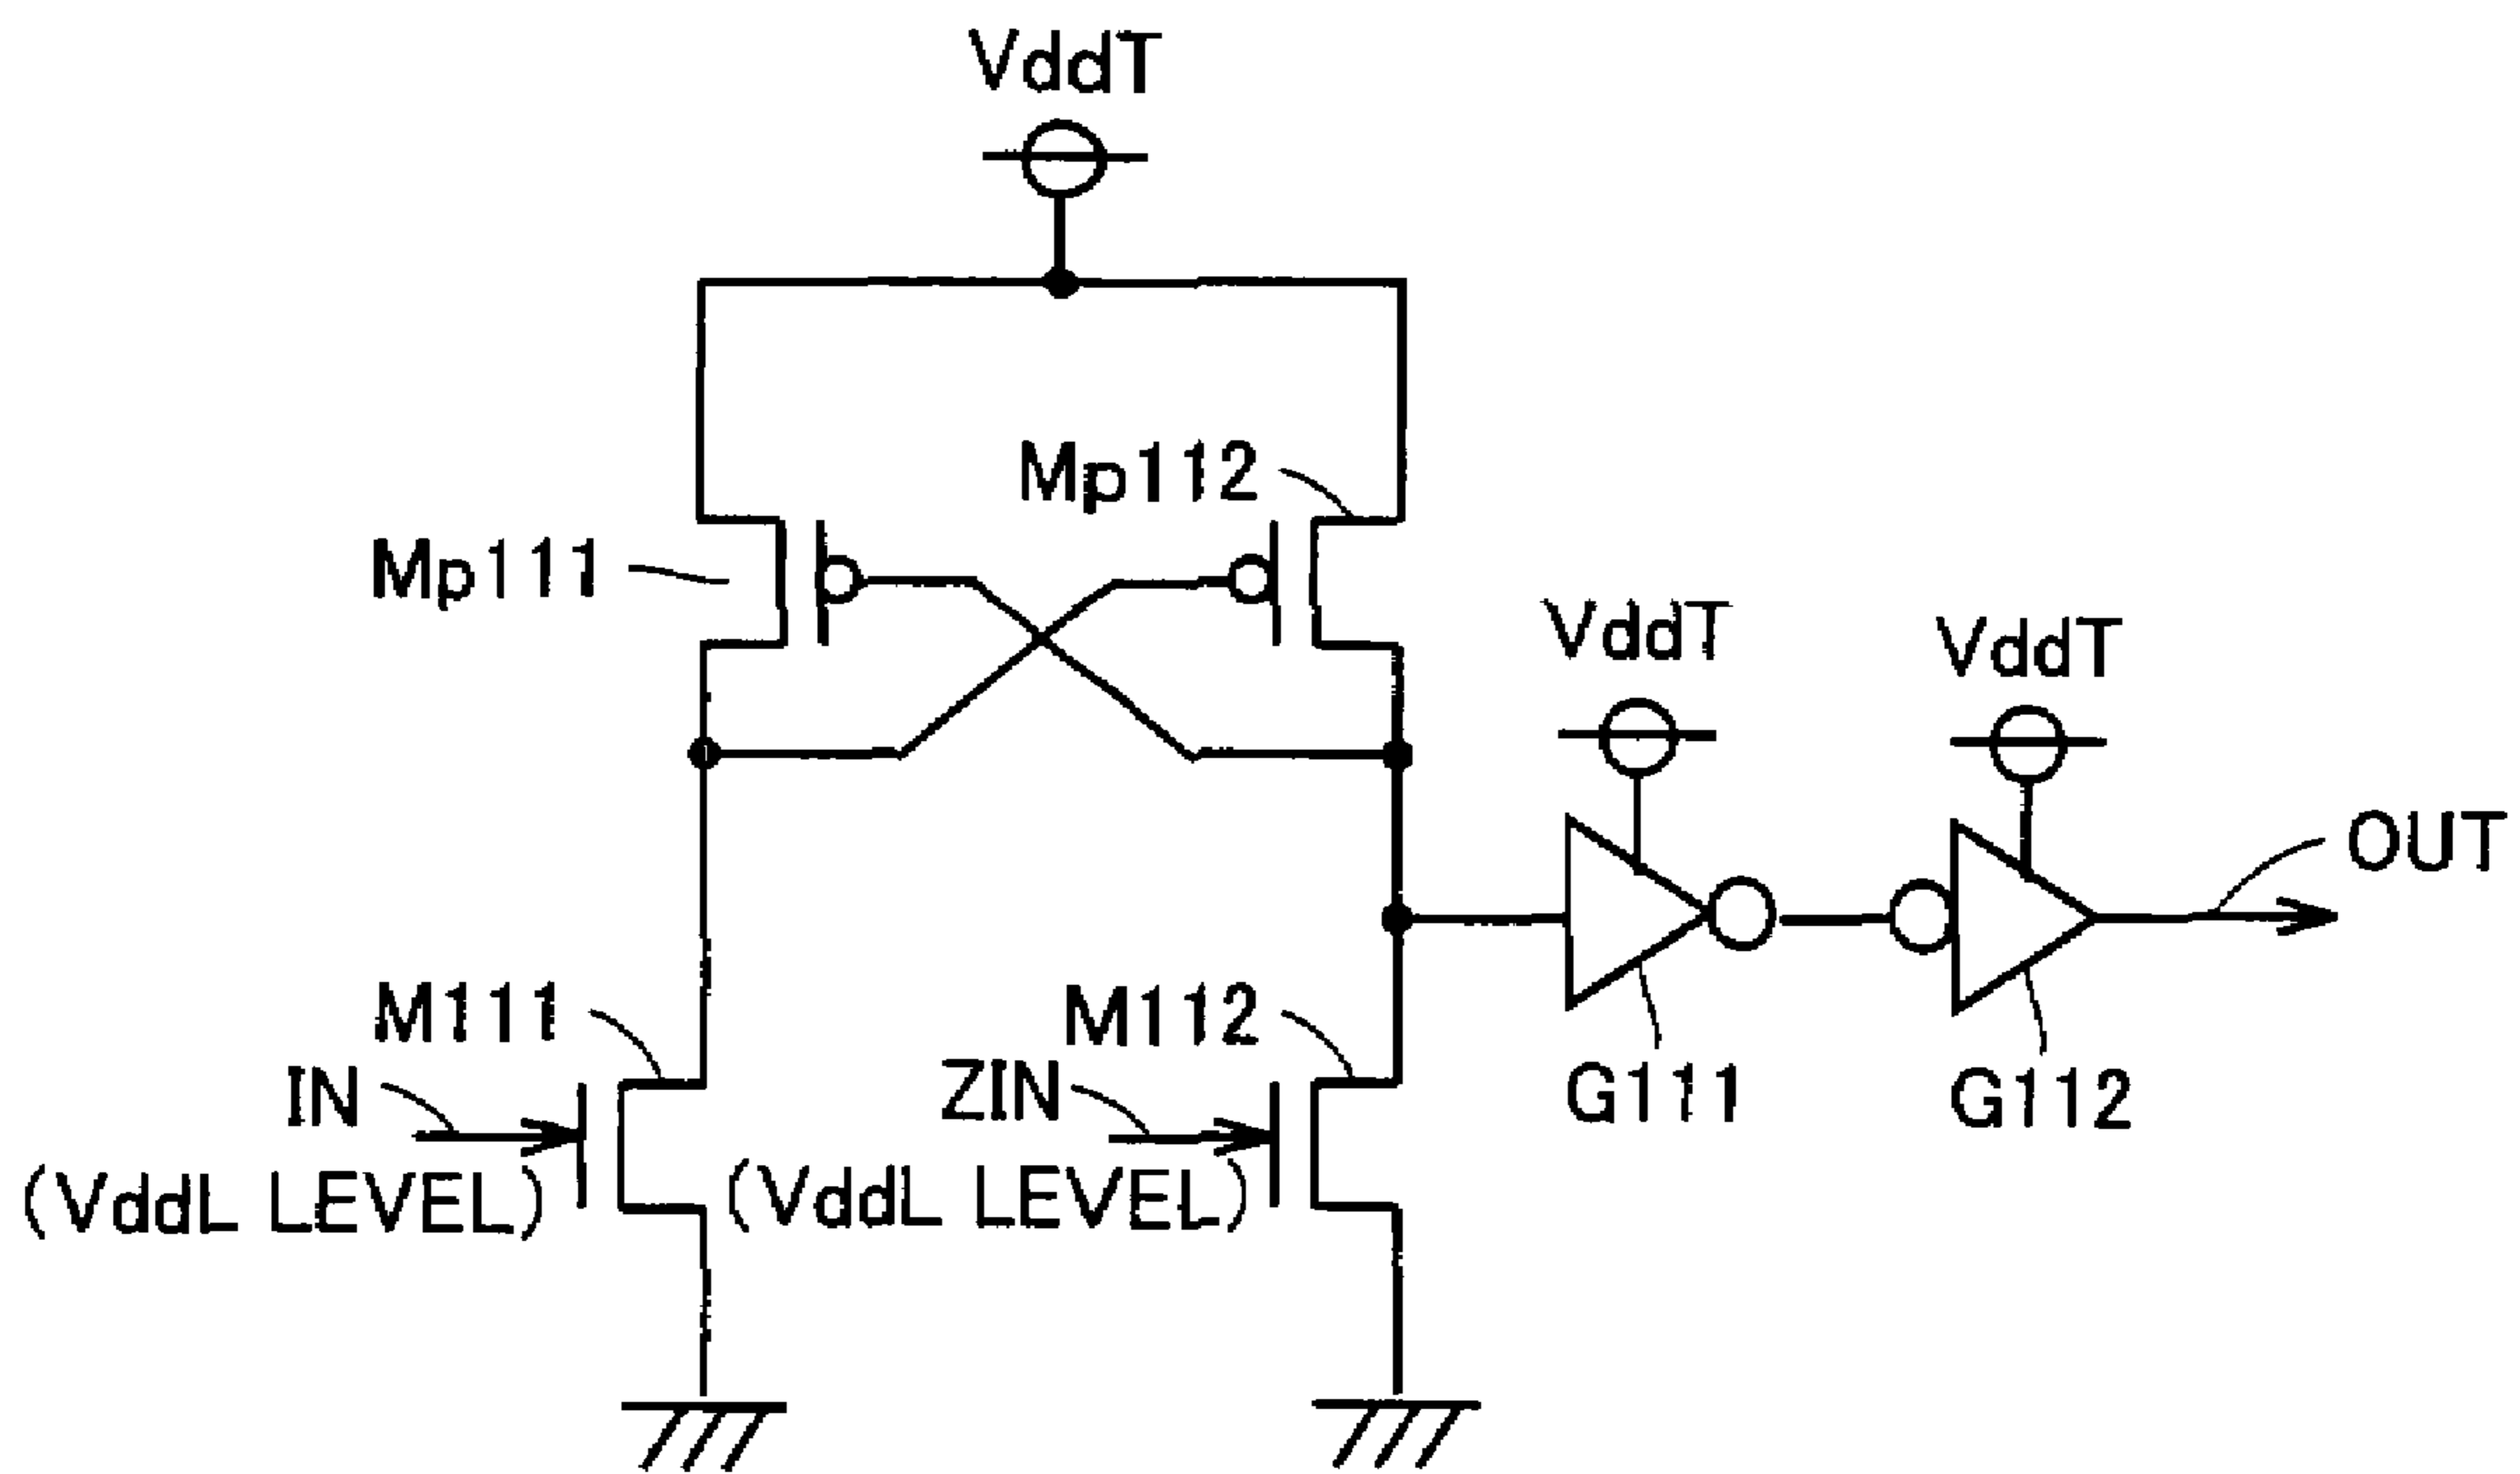 VddT
Mp112
Mp111
VddT
VddT
OUT
M111
M112
IN
ZIN
G111
G112
(VddL LEVEL)
(VddL LEVEL)